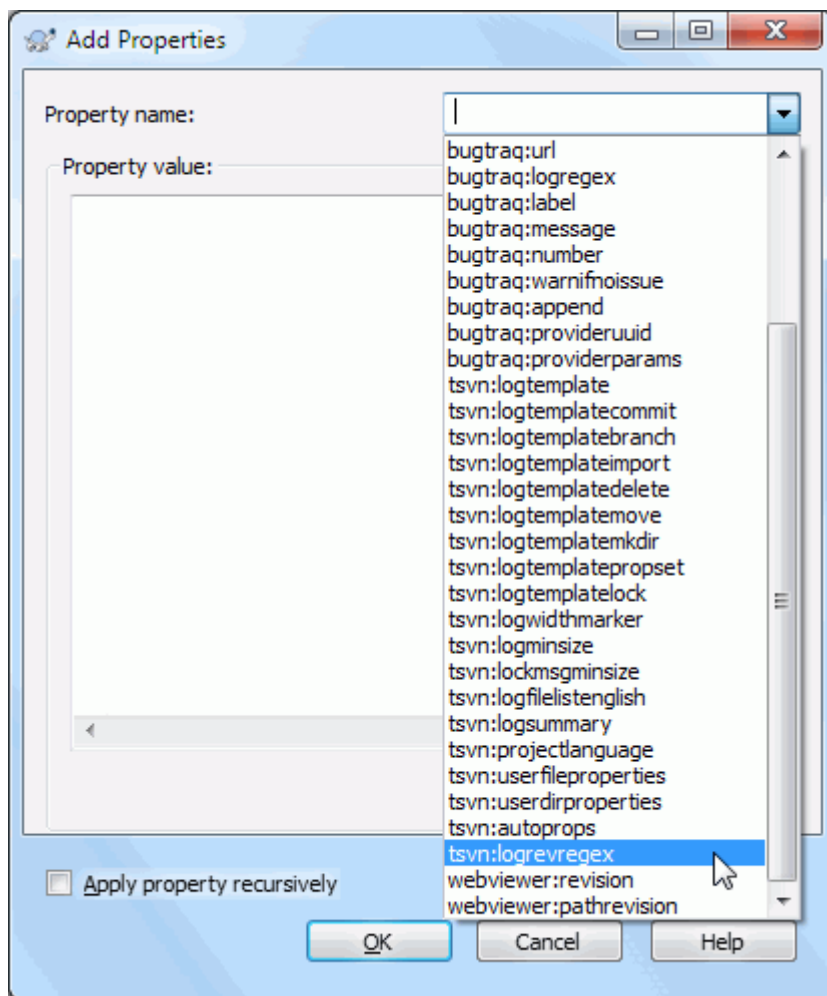 Add Properties
Property name:
Property value:
bugtraq:url
bugtraq:logregex
bugtraq:label
bugtraq:message
bugtraq:number
bugtraq:warnifnoissue
bugtraq:append
bugtraq:provideruuid
bugtraq:providerparams
tsvn:logtemplate
tsvn:logtemplatecommit
tsvn:logtemplatebranch
tsvn:logtemplateimport
tsvn:logtemplatedelete
tsvn:logtemplatemove
tsvn:logtemplatemkdir
tsvn:logtemplatepropset
tsvn:logtemplatelock
tsvn:logwidthmarker
tsvn:logminsize
tsvn:lockmsgminsize
tsvn:logfilelistenglish
tsvn:logsummary
tsvn:projectlanguage
tsvn:userfileproperties
tsvn:userdirproperties
tsvn:autoprops
tsvn:logrevregex
webviewer:revision
webviewer:pathrevision
Apply property recursively
OK Cancel Help